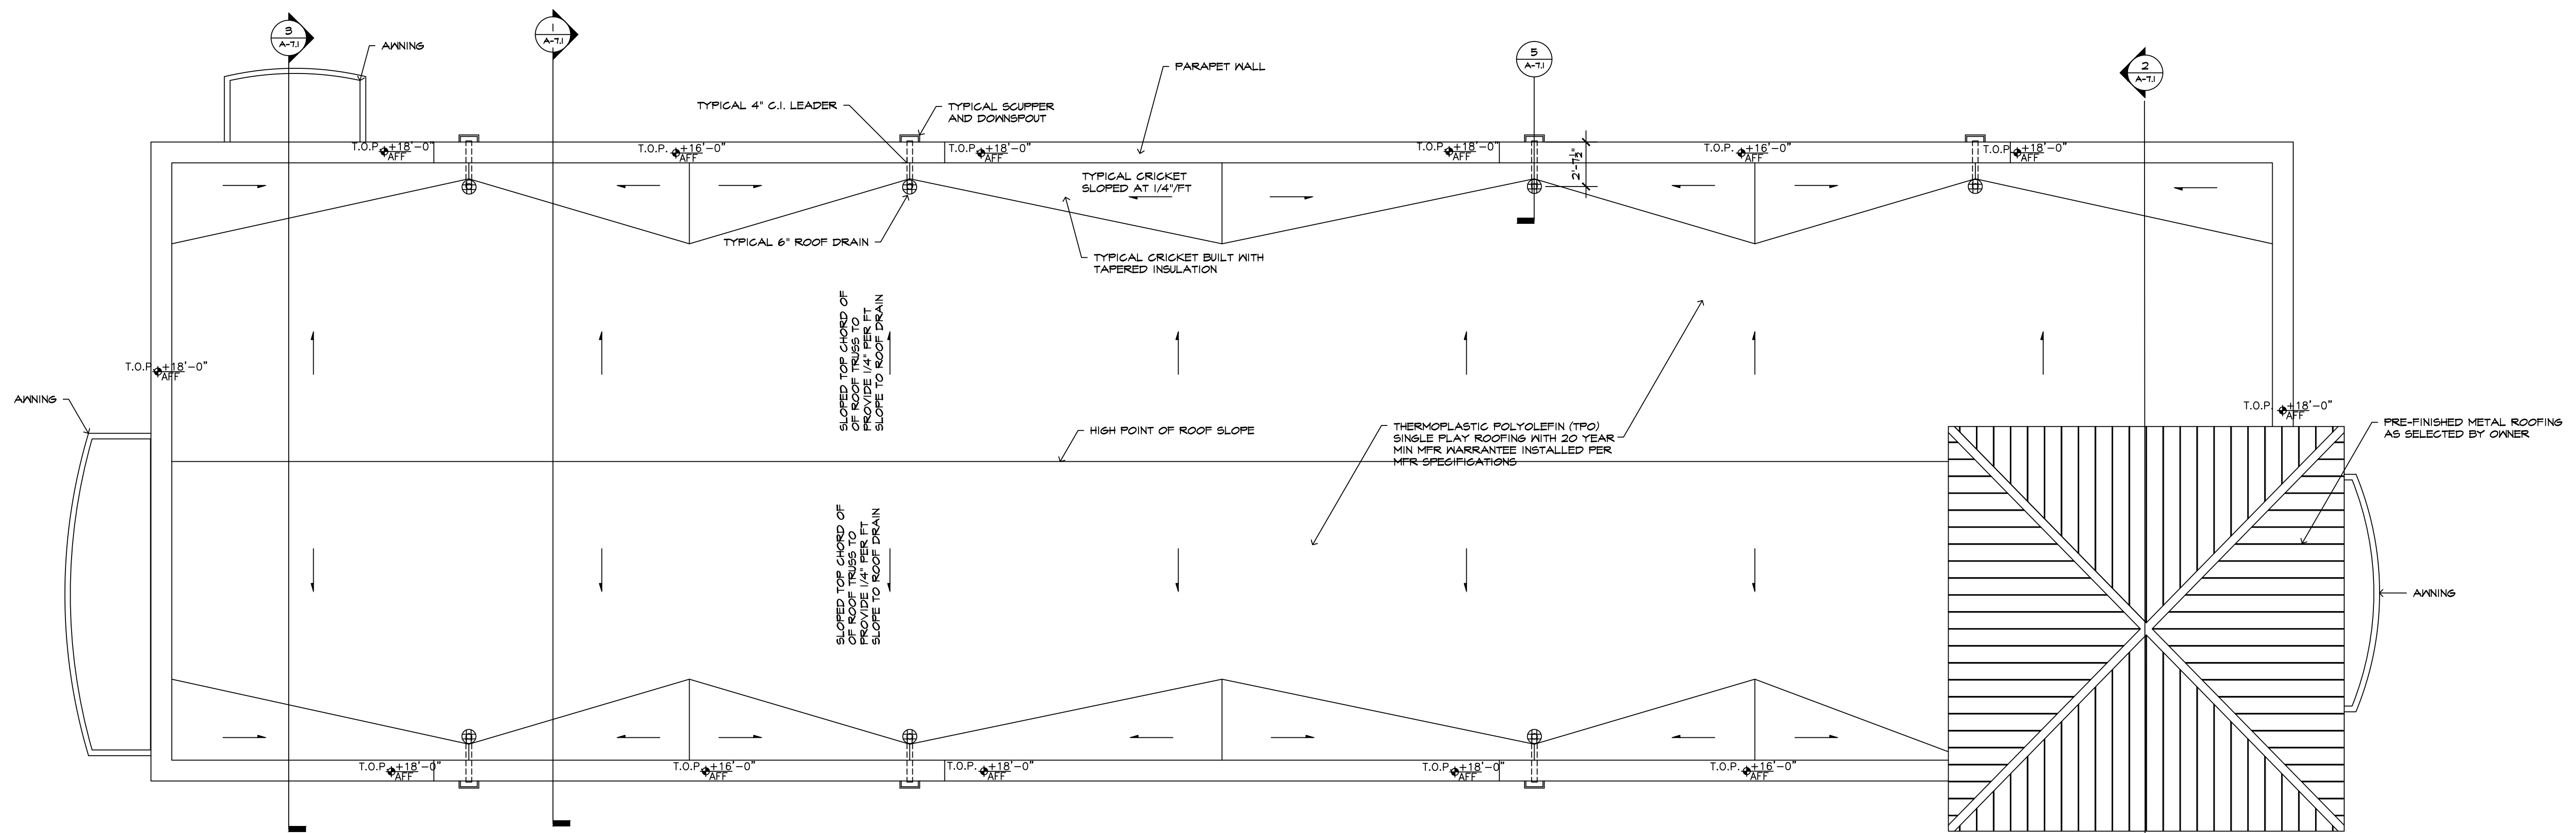 3
A-7.1
1
A-7.1
AWNING
5
A-7.1
PARAPET WALL
2
A-7.1
TYPICAL 4" C.I. LEADER
TYPICAL SCUPPER
AND DOWNSPOUT
T.O.P. +18'-0"
AFF
T.O.P. +16'-0"
AFF
T.O.P. +18'-0"
AFF
T.O.P. +18'-0"
AFF
T.O.P. +16'-0"
AFF
T.O.P. +18'-0"
AFF
2'-7½"
TYPICAL CRICKET
SLOPED AT 1/4"/FT
TYPICAL 6" ROOF DRAIN
TYPICAL CRICKET BUILT WITH
TAPERED INSULATION
SLOPED TOP CHORD OF
OF ROOF TRUSS TO
PROVIDE 1/4" PER FT
SLOPE TO ROOF DRAIN
T.O.P. +18'-0"
AFF
AWNING
T.O.P. +18'-0"
AFF
HIGH POINT OF ROOF SLOPE
THERMOPLASTIC POLYOLEFIN (TPO)
SINGLE PLAY ROOFING WITH 20 YEAR
MIN MFR WARRANTEE INSTALLED PER
MFR SPECIFICATIONS
PRE-FINISHED METAL ROOFING
AS SELECTED BY OWNER
SLOPED TOP CHORD OF
OF ROOF TRUSS TO
PROVIDE 1/4" PER FT
SLOPE TO ROOF DRAIN
AWNING
T.O.P. +18'-0"
AFF
T.O.P. +16'-0"
AFF
T.O.P. +18'-0"
AFF
T.O.P. +18'-0"
AFF
T.O.P. +16'-0"
AFF